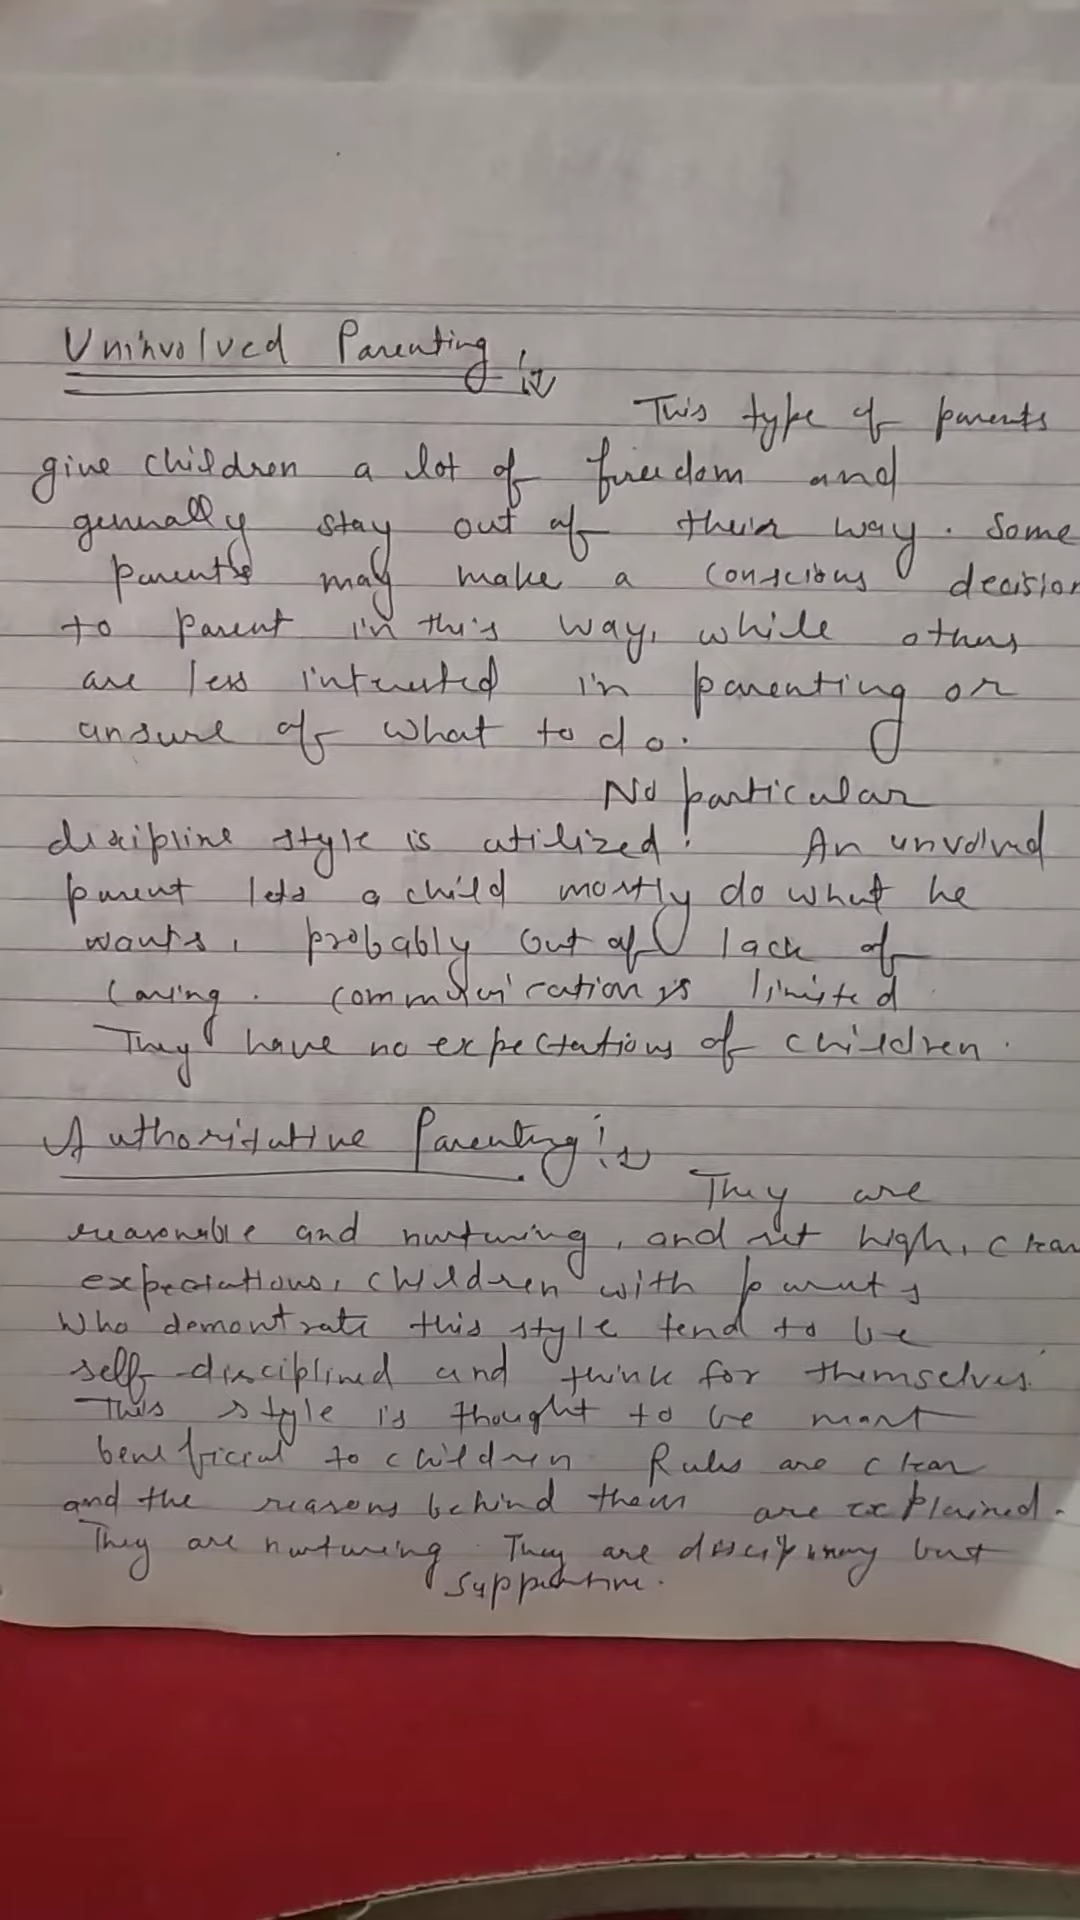 Uninvolved Parenting :-
This type of parents
give children a lot of freedom and
generally stay out of their way. Some
parents may make a conscious decision
to parent in this way, while others
are less interested in parenting or
unsure of what to do.
No particular
discipline style is utilized. An unvolved
parent lets a child mostly do what he
wants, probably out of lack of
caring. communication is limited
They have no expectations of children.
Authoritative Parenting :-
They are
reasonable and nurturing, and set high, clear
expectations, children with parents
who demontrate this style tend to be
self-disciplined and think for themselves.
This style is thought to be most
beneficial to children. Rules are clear
and the reasons behind them are explained.
They are nurturing. They are but
supportive.